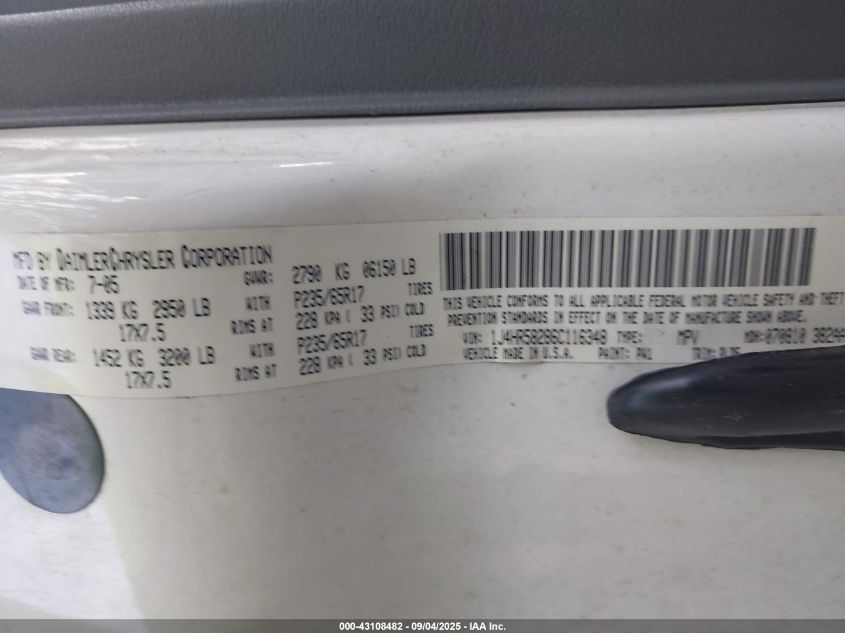 MFD BY DAIMLERCHRYSLER CORPORATION
DATE OF MFR: 7-05 GVWR: 2790 KG 06150 LB
GAWR FRONT: 1339 KG 2950 LB WITH P235/65R17 TIRES
17X7.5 RIMS AT 228 KPA ( 33 PSI) COLD
GAWR REAR: 1452 KG 3200 LB WITH P235/65R17 TIRES
17X7.5 RIMS AT 228 KPA ( 33 PSI) COLD
THIS VEHICLE CONFORMS TO ALL APPLICABLE FEDERAL MOTOR VEHICLE SAFETY AND THEFT
PREVENTION STANDARDS IN EFFECT ON THE DATE OF MANUFACTURE SHOWN ABOVE.
VIN: 1J4HR58286C116348 TYPE: MPV MDH: 070810
VEHICLE MADE IN U.S.A. PAINT: PW1 TRIM:
000-43108482 - 09/04/2025 - IAA Inc.